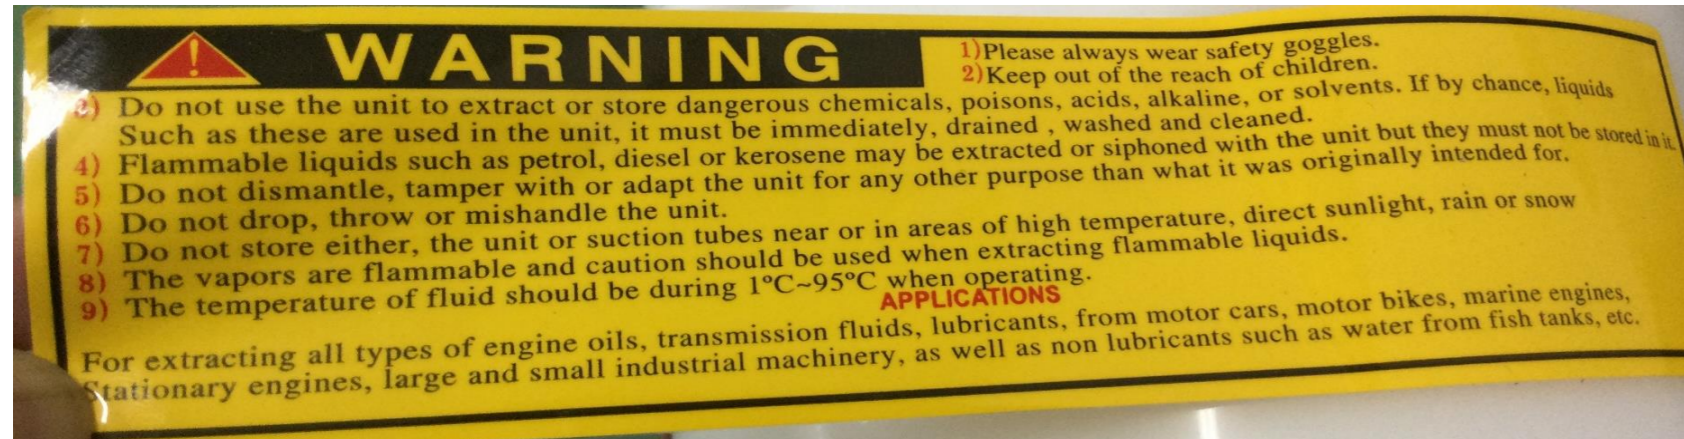 WARNING
1)Please always wear safety goggles.
2)Keep out of the reach of children.
3) Do not use the unit to extract or store dangerous chemicals, poisons, acids, alkaline, or solvents. If by chance, liquids
Such as these are used in the unit, it must be immediately, drained , washed and cleaned.
4) Flammable liquids such as petrol, diesel or kerosene may be extracted or siphoned with the unit but they must not be stored in it.
5) Do not dismantle, tamper with or adapt the unit for any other purpose than what it was originally intended for.
6) Do not drop, throw or mishandle the unit.
7) Do not store either, the unit or suction tubes near or in areas of high temperature, direct sunlight, rain or snow
8) The vapors are flammable and caution should be used when extracting flammable liquids.
9) The temperature of fluid should be during 1ºC~95ºC when operating.
APPLICATIONS
For extracting all types of engine oils, transmission fluids, lubricants, from motor cars, motor bikes, marine engines,
Stationary engines, large and small industrial machinery, as well as non lubricants such as water from fish tanks, etc.